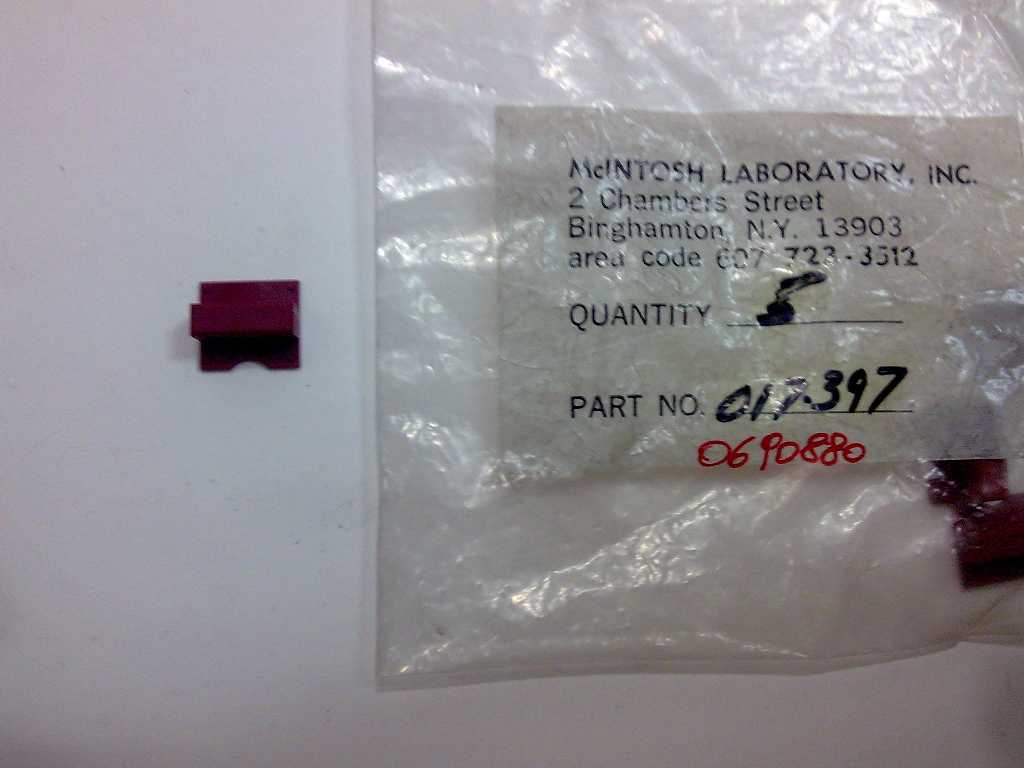 McINTOSH LABORATORY, INC.
2 Chambers Street
Binghamton, N.Y. 13903
area code 607 723-3512
QUANTITY
PART NO. 017.397
0690880